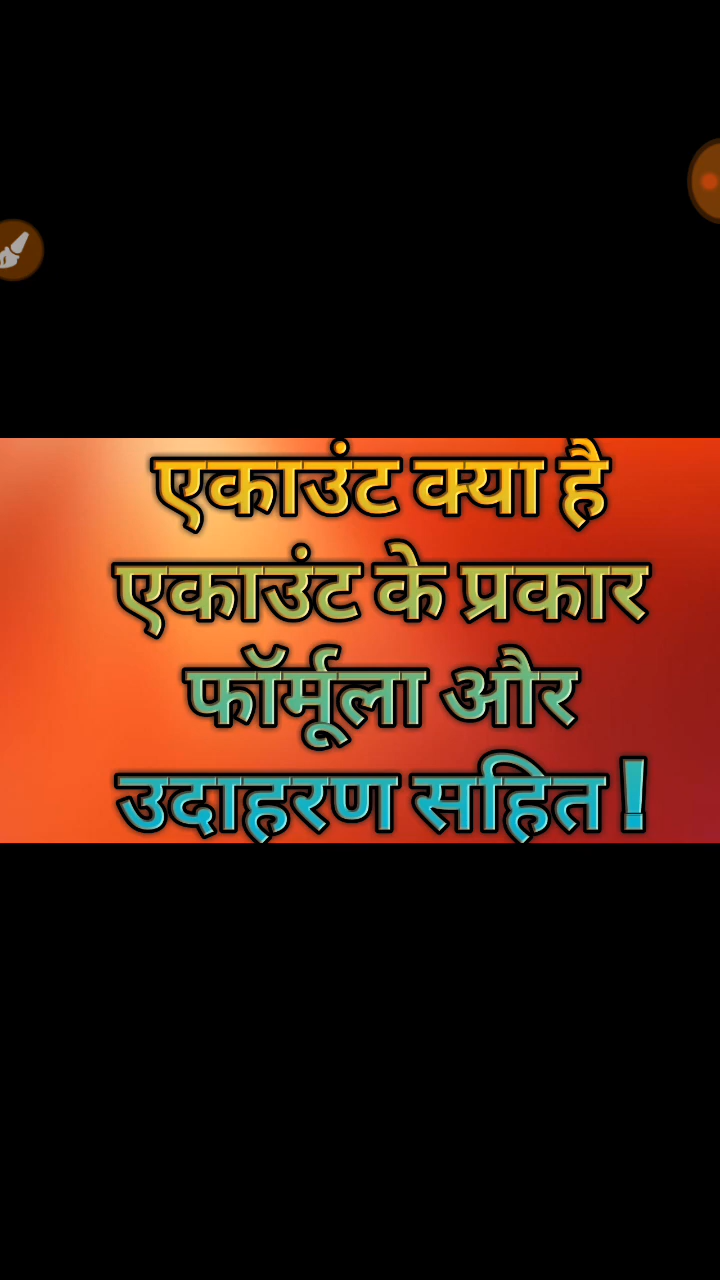 एकाउंट क्या है
एकाउंट के प्रकार
फॉर्मूला और
उदाहरण सहित !